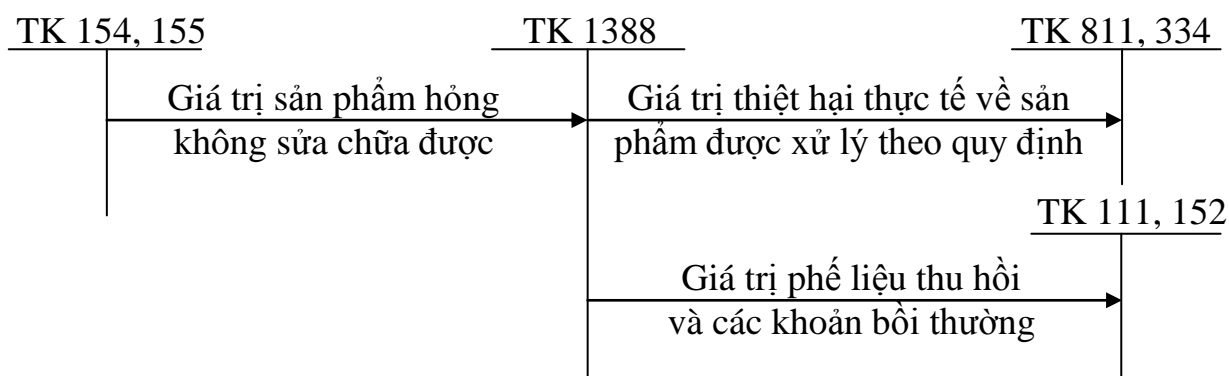 TK 154, 155
TK 1388
TK 811, 334
Giá trị sản phẩm hỏng
không sửa chữa được
Giá trị thiệt hại thực tế về sản
phẩm được xử lý theo quy định
TK 111, 152
Giá trị phế liệu thu hồi
và các khoản bồi thường